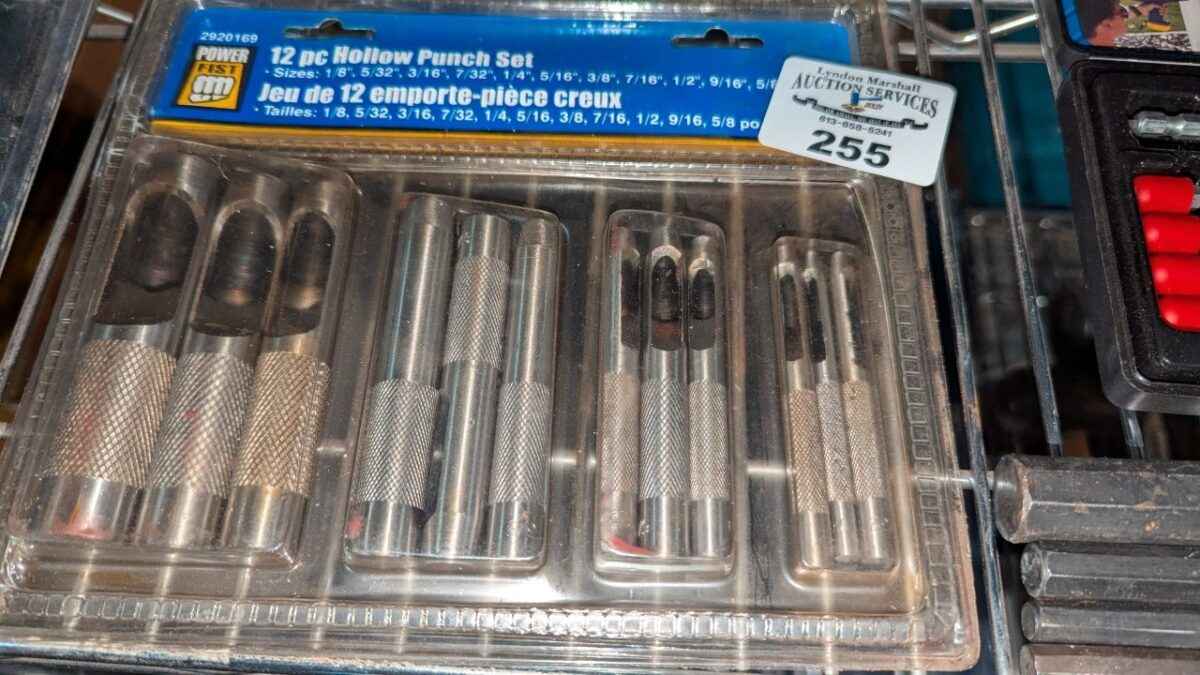 2920169
POWER
FIST
12 pc Hollow Punch Set
• Sizes: 1/8", 5/32", 3/16", 7/32", 1/4", 5/16", 3/8", 7/16", 1/2", 9/16",
Jeu de 12 emporte-pièce creux
• Tailles: 1/8, 5/32, 3/16, 7/32, 1/4, 5/16, 3/8, 7/16, 1/2, 9/16, 5/8 po
Lyndon Marshall
AUCTION SERVICES
613-658-5241
255